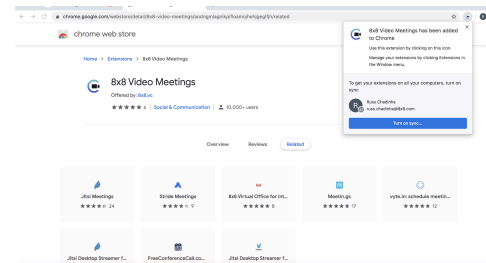 chrome.google.com/webstore/detail/8x8-video-meetings/
/related
chrome web store
Home > Extensions > 8x8 Video Meetings
8x8 Video Meetings
Offered by: 8x8.vc
6 | Social & Communication | 10,000+ users
Overview
Reviews
Related
8x8 Video Meetings has been added
to Chrome
Use this extension by clicking on this icon.
Manage your extensions by clicking Extensions in
the Window menu.
To get your extensions on all your computers, turn on
sync
R
Russ Chadinha
russ.chadinha@8x8.com
Turn on sync...
Jitsi Meetings
24
Stride Meetings
9
8x8 Virtual Office for Int...
8
Meetin.gs
17
vyte.in: schedule meetin...
12
Jitsi Desktop Streamer f...
FreeConferenceCall.co...
Jitsi Desktop Streamer f...